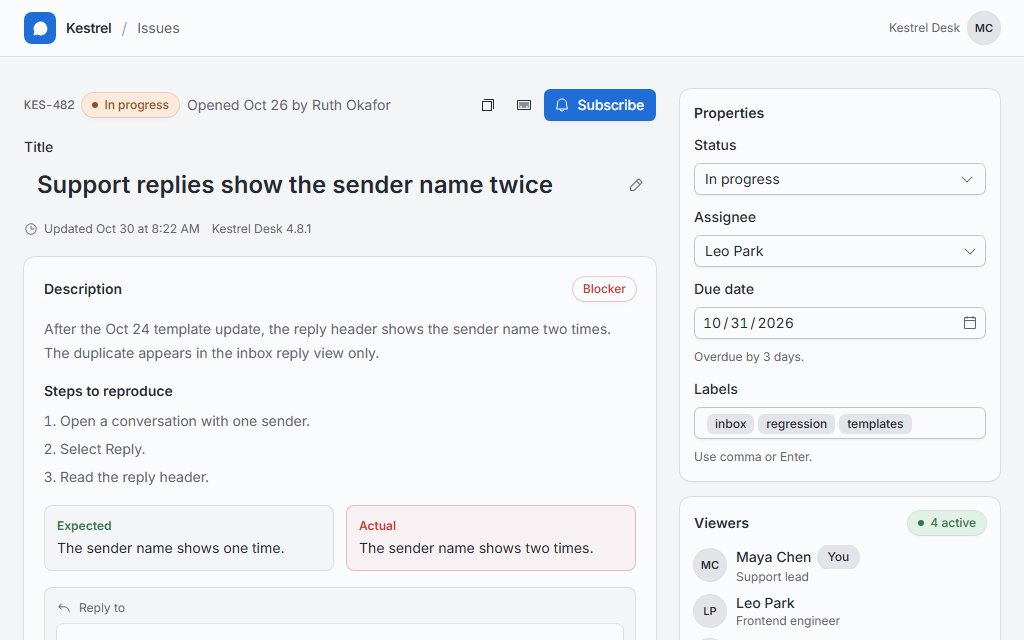 Kestrel / Issues
Kestrel Desk MC
KES-482 In progress Opened Oct 26 by Ruth Okafor
Subscribe
Title
Support replies show the sender name twice
Updated Oct 30 at 8:22 AM Kestrel Desk 4.8.1
Description
Blocker
After the Oct 24 template update, the reply header shows the sender name two times.
The duplicate appears in the inbox reply view only.
Steps to reproduce
1. Open a conversation with one sender.
2. Select Reply.
3. Read the reply header.
Expected
The sender name shows one time.
Actual
The sender name shows two times.
Reply to
Properties
Status
In progress
Assignee
Leo Park
Due date
10/31/2026
Overdue by 3 days.
Labels
inbox regression templates
Use comma or Enter.
Viewers
4 active
MC
Maya Chen You
Support lead
LP
Leo Park
Frontend engineer